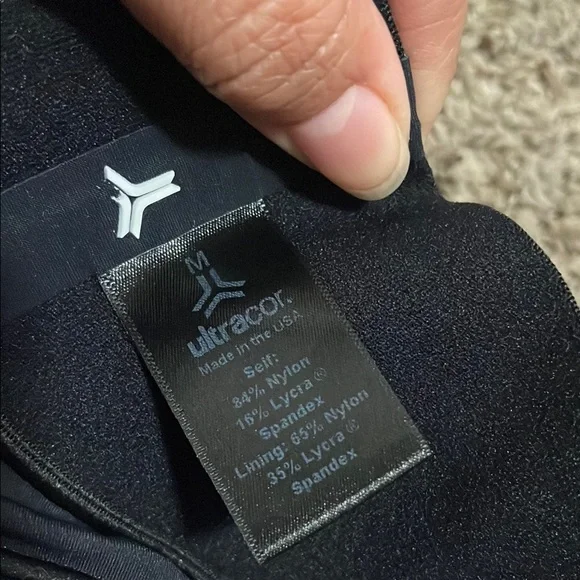 M
ultracor.
Made in the USA
Self:
84% Nylon
16% Lycra ®
Spandex
Lining- 65% Nylon
35% Lycra ®
Spandex